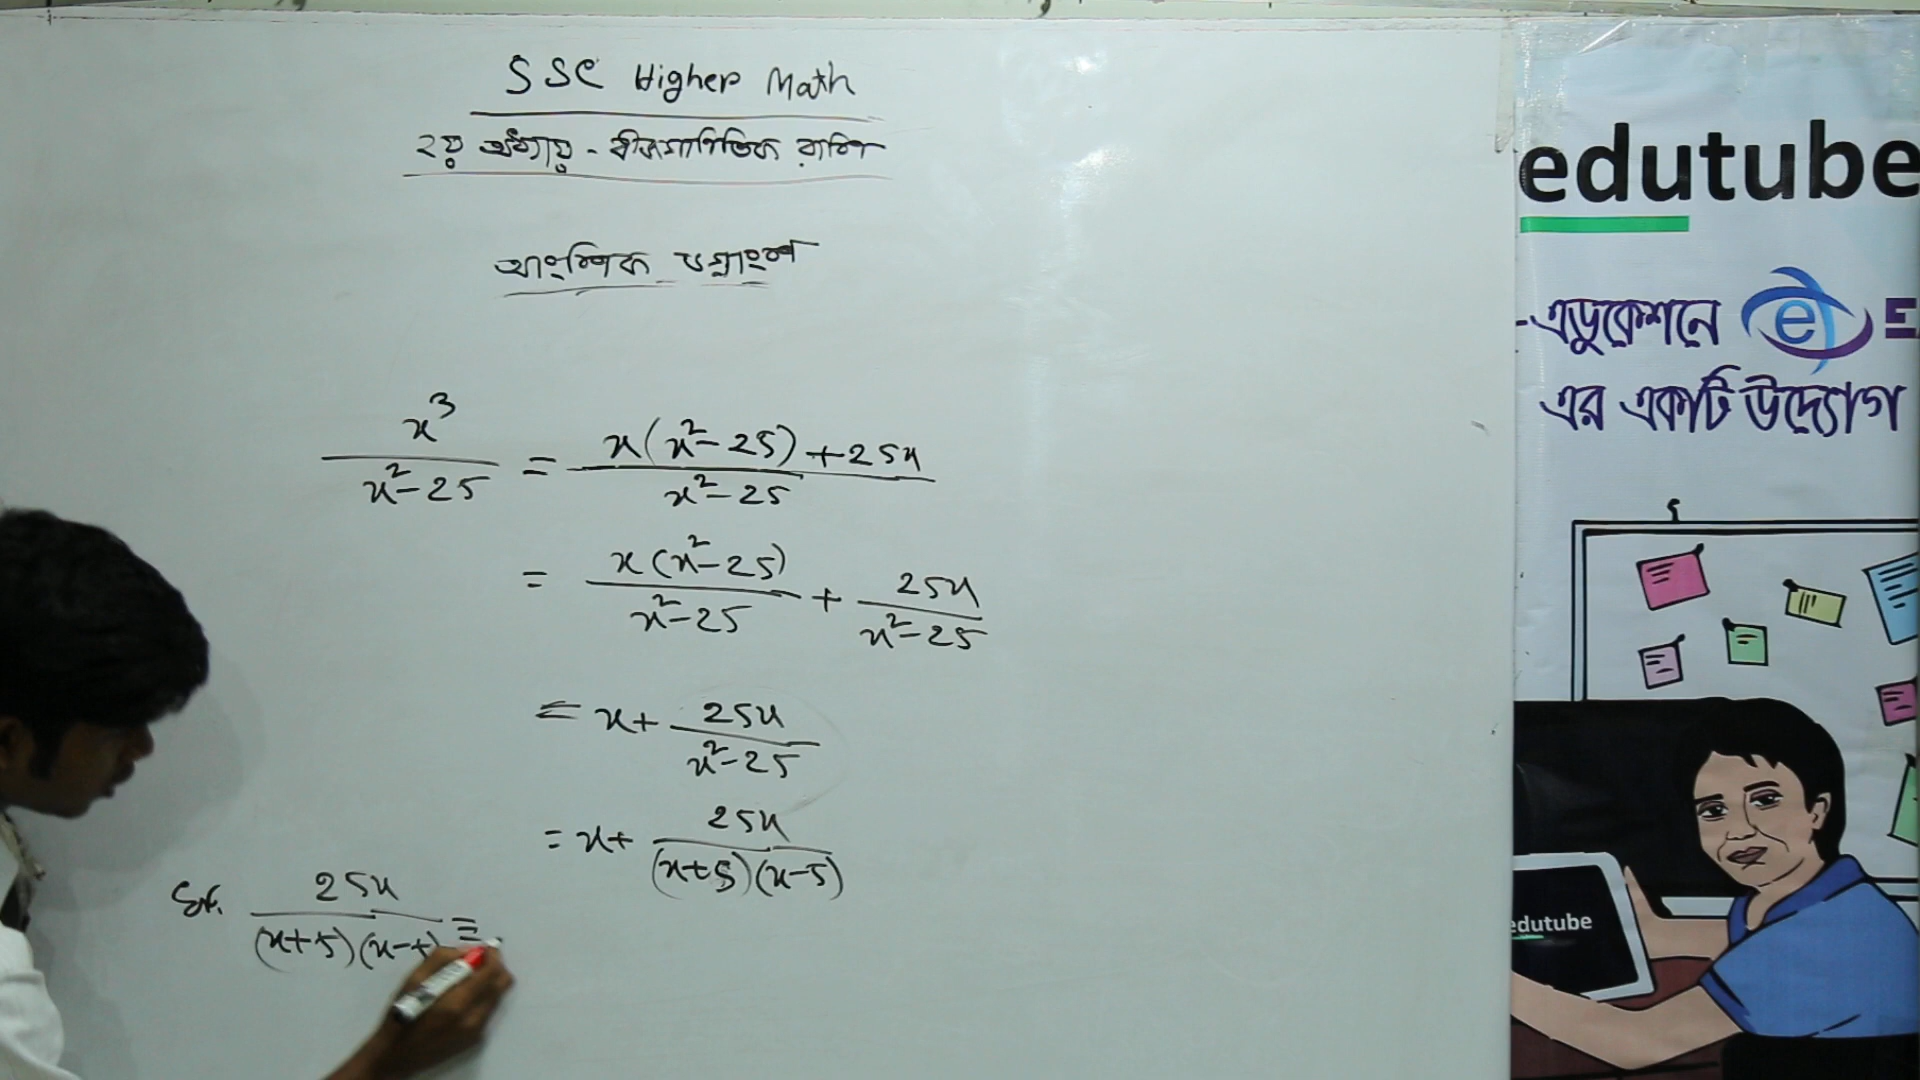 SSC Higher Math
২য় অধ্যায় - বীজগাণিতিক রাশি
আংশিক ভগ্নাংশ
x³ / (x² - 25) = (x(x² - 25) + 25x) / (x² - 25)
= x(x² - 25) / (x² - 25) + 25x / (x² - 25)
= x + 25x / (x² - 25)
= x + 25x / ((x+5)(x-5))
25x / ((x+5)(x-5)) ≡
edutube
-এডুকেশনে e E
এর একটি উদ্যোগ
edutube